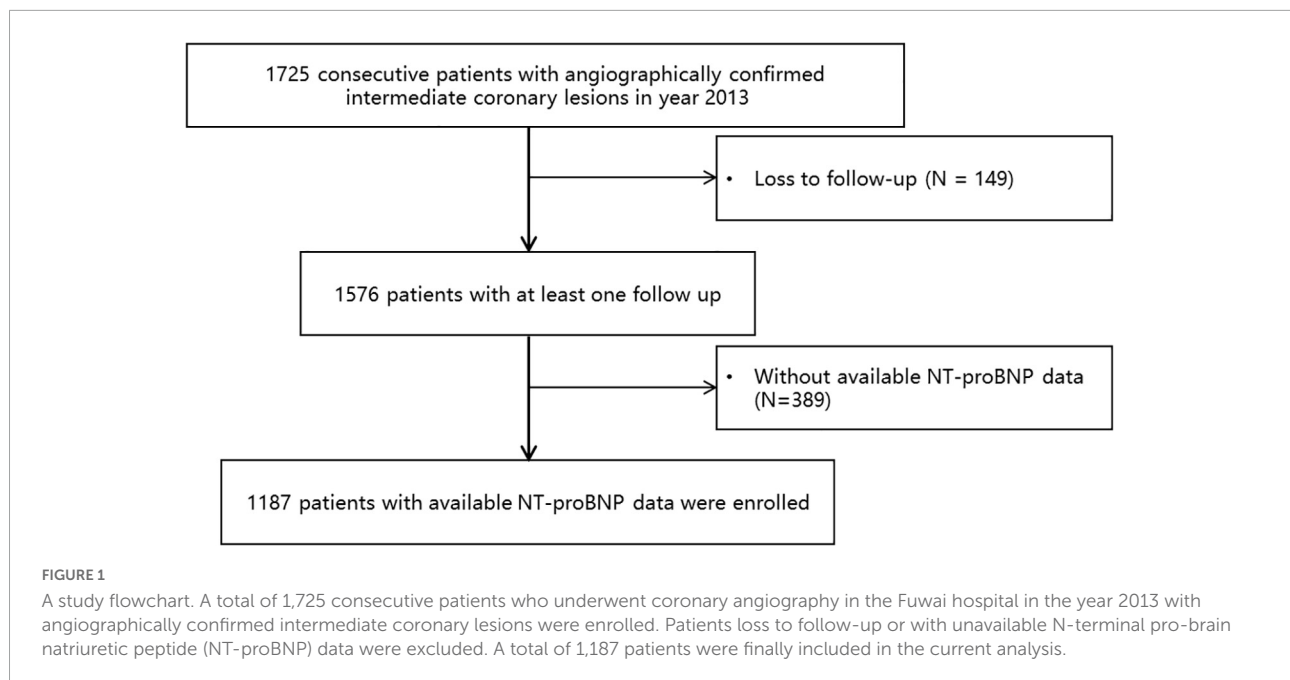 1725 consecutive patients with angiographically confirmed
intermediate coronary lesions in year 2013
• Loss to follow-up (N = 149)
1576 patients with at least one follow up
• Without available NT-proBNP data
(N=389)
1187 patients with available NT-proBNP data were enrolled
FIGURE 1
A study flowchart. A total of 1,725 consecutive patients who underwent coronary angiography in the Fuwai hospital in the year 2013 with
angiographically confirmed intermediate coronary lesions were enrolled. Patients loss to follow-up or with unavailable N-terminal pro-brain
natriuretic peptide (NT-proBNP) data were excluded. A total of 1,187 patients were finally included in the current analysis.